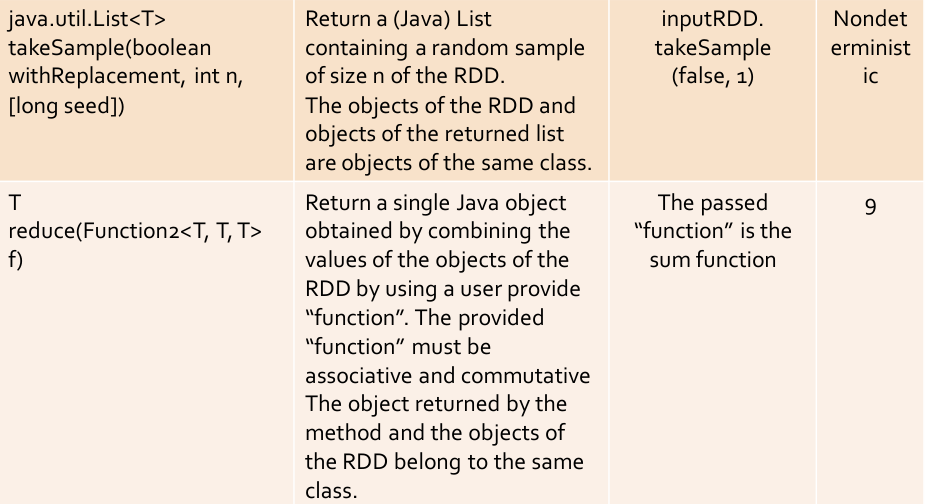 java.util.List<T>
takeSample(boolean
withReplacement, int n,
[long seed])
Return a (Java) List
containing a random sample
of size n of the RDD.
The objects of the RDD and
objects of the returned list
are objects of the same class.
inputRDD.
takeSample
(false, 1)
Nondet
erminist
ic
T
reduce(Function2<T, T, T>
f)
Return a single Java object
obtained by combining the
values of the objects of the
RDD by using a user provide
“function”. The provided
“function” must be
associative and commutative
The object returned by the
method and the objects of
the RDD belong to the same
class.
The passed
“function” is the
sum function
9